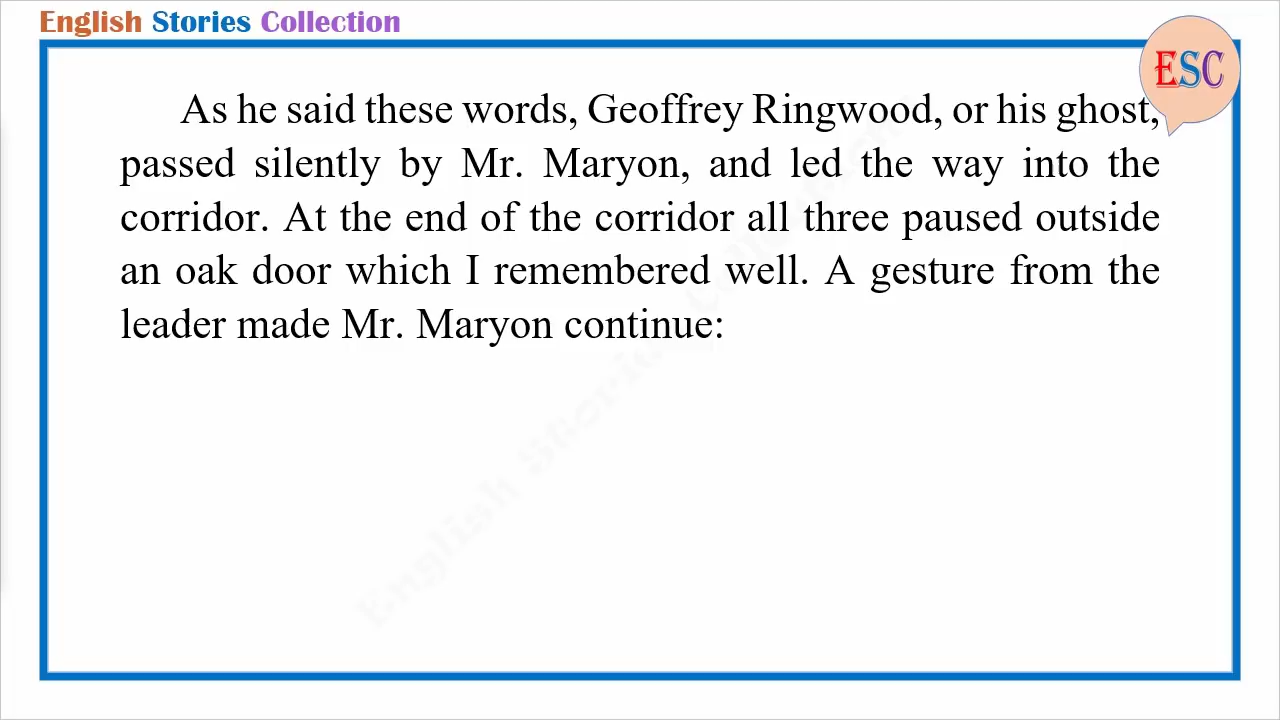 English Stories Collection
ESC
As he said these words, Geoffrey Ringwood, or his ghost,
passed silently by Mr. Maryon, and led the way into the
corridor. At the end of the corridor all three paused outside
an oak door which I remembered well. A gesture from the
leader made Mr. Maryon continue: